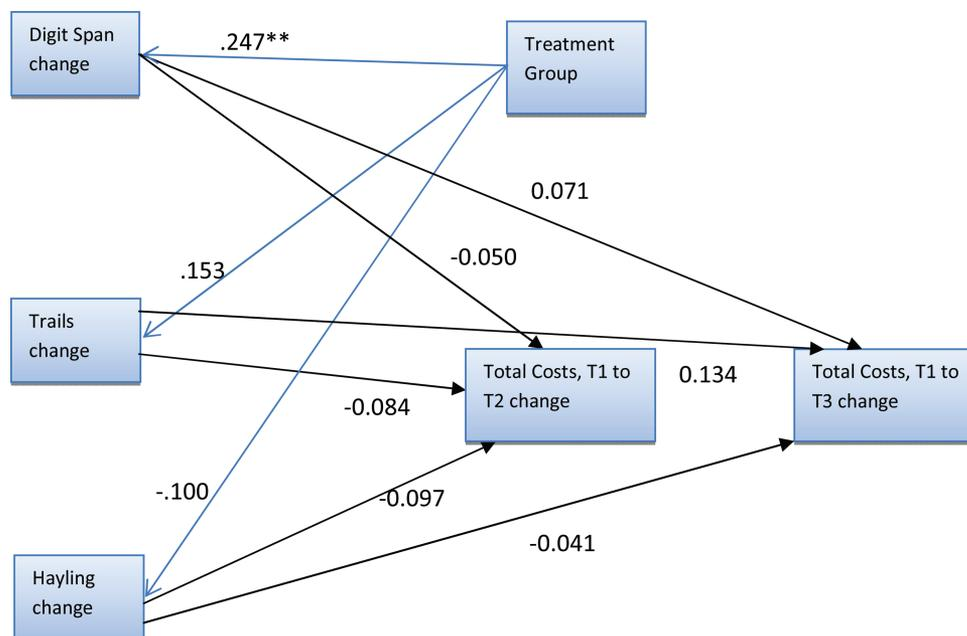 Digit Span
change
.247**
Treatment
Group
0.071
-0.050
.153
Trails
change
Total Costs, T1 to
T2 change
0.134
Total Costs, T1 to
T3 change
-0.084
-.100
-0.097
-0.041
Hayling
change